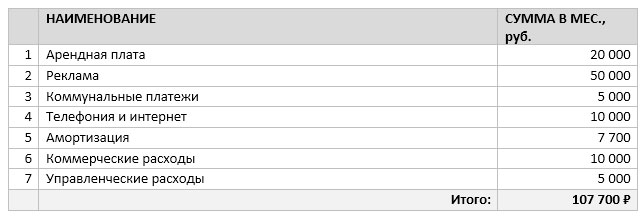 НАИМЕНОВАНИЕ СУММА В МЕС., руб.
1 Арендная плата 20 000
2 Реклама 50 000
3 Коммунальные платежи 5 000
4 Телефония и интернет 10 000
5 Амортизация 7 700
6 Коммерческие расходы 10 000
7 Управленческие расходы 5 000
Итого: 107 700 ₽